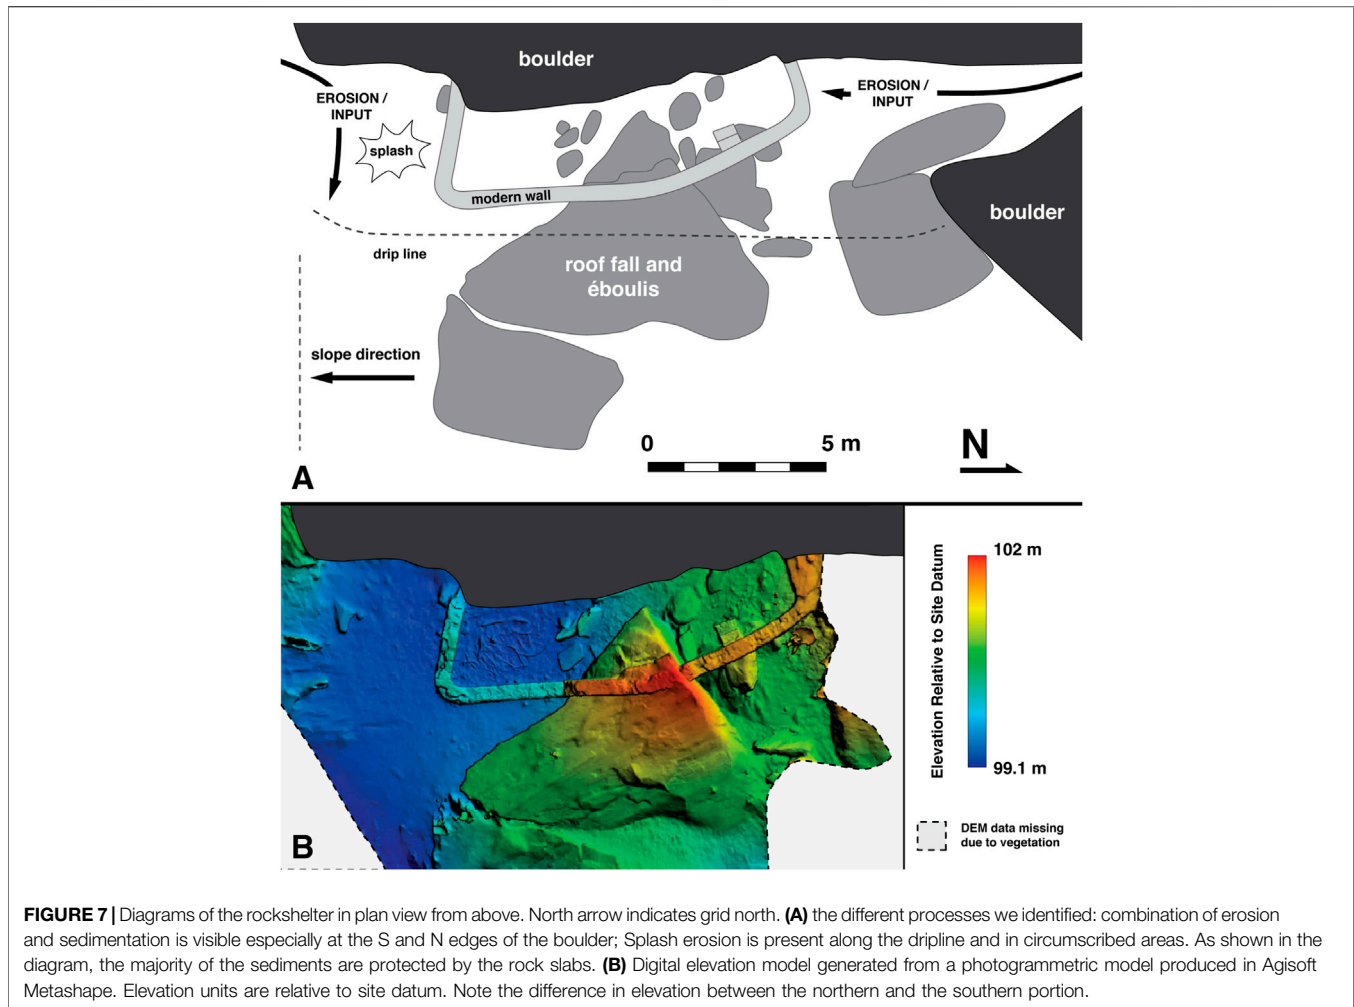 boulder
EROSION /
INPUT
EROSION /
INPUT
splash
modern wall
boulder
drip line
roof fall and
éboulis
slope direction
0 5 m
N
A
102 m
Elevation Relative to Site Datum
99.1 m
DEM data missing
due to vegetation
B
FIGURE 7 | Diagrams of the rockshelter in plan view from above. North arrow indicates grid north. (A) the different processes we identified: combination of erosion
and sedimentation is visible especially at the S and N edges of the boulder; Splash erosion is present along the dripline and in circumscribed areas. As shown in the
diagram, the majority of the sediments are protected by the rock slabs. (B) Digital elevation model generated from a photogrammetric model produced in Agisoft
Metashape. Elevation units are relative to site datum. Note the difference in elevation between the northern and the southern portion.